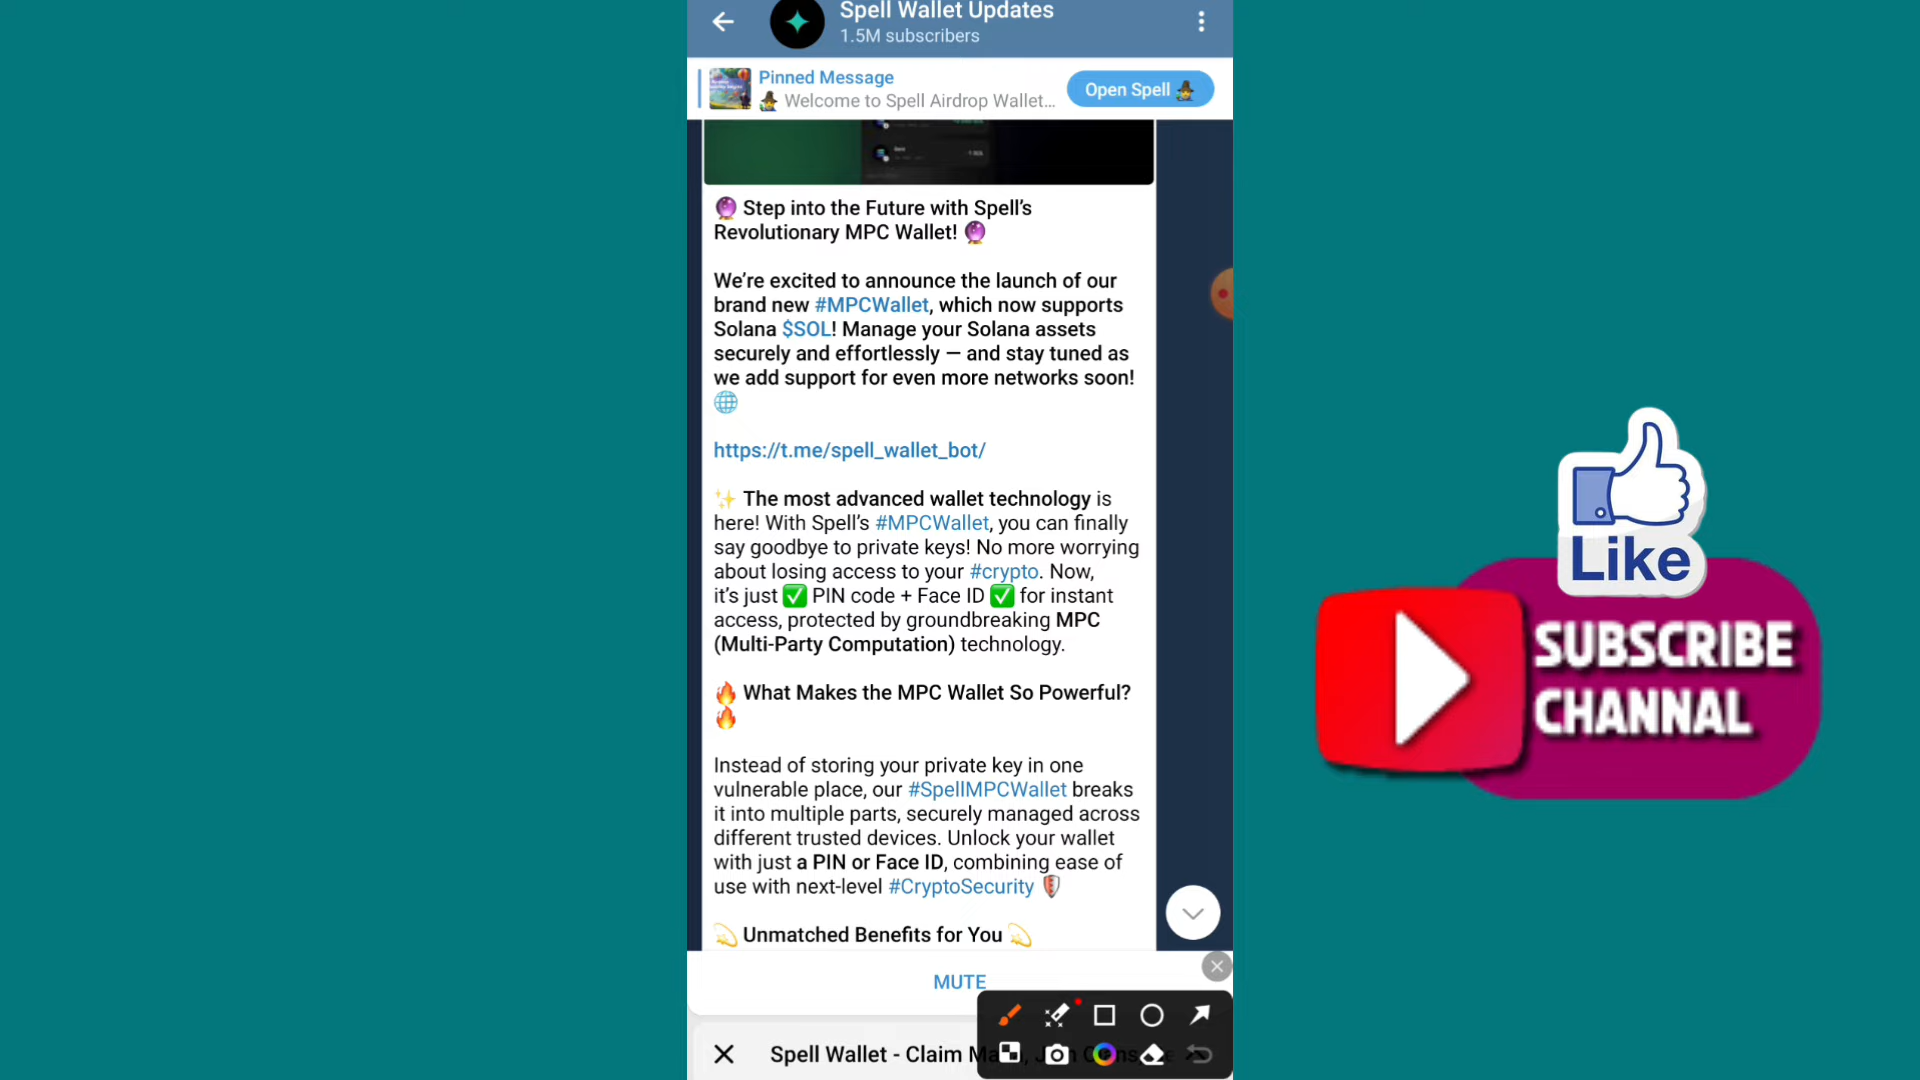 Spell Wallet Updates
1.5M subscribers
Pinned Message
Welcome to Spell Airdrop Wallet...
Open Spell
Step into the Future with Spell's
Revolutionary MPC Wallet!
We're excited to announce the launch of our
brand new #MPCWallet, which now supports
Solana $SOL! Manage your Solana assets
securely and effortlessly — and stay tuned as
we add support for even more networks soon!
https://t.me/spell_wallet_bot/
The most advanced wallet technology is
here! With Spell's #MPCWallet, you can finally
say goodbye to private keys! No more worrying
about losing access to your #crypto. Now,
it's just ✅ PIN code + Face ID ✅ for instant
access, protected by groundbreaking MPC
(Multi-Party Computation) technology.
What Makes the MPC Wallet So Powerful?
Instead of storing your private key in one
vulnerable place, our #SpellMPCWallet breaks
it into multiple parts, securely managed across
different trusted devices. Unlock your wallet
with just a PIN or Face ID, combining ease of
use with next-level #CryptoSecurity
Unmatched Benefits for You
MUTE
Spell Wallet - Claim
Like
SUBSCRIBE
CHANNEL